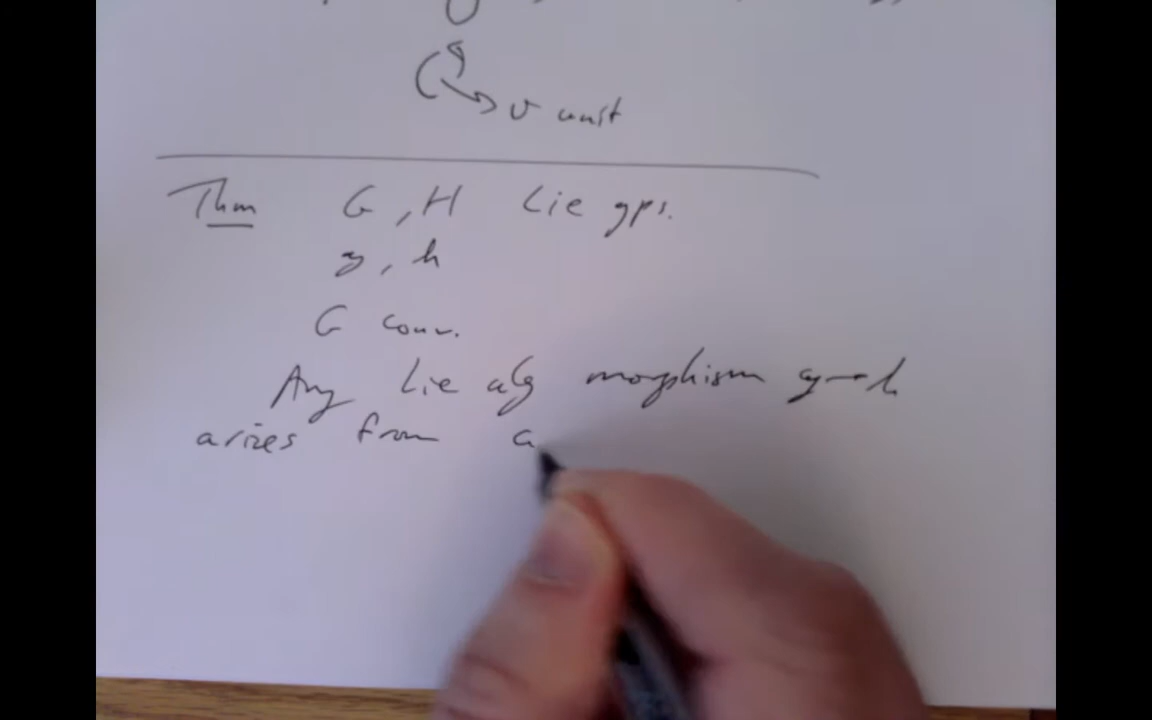 v unit
Thm G, H Lie gps.
g, h
G conn.
Any Lie alg morphism g → h
arises from a